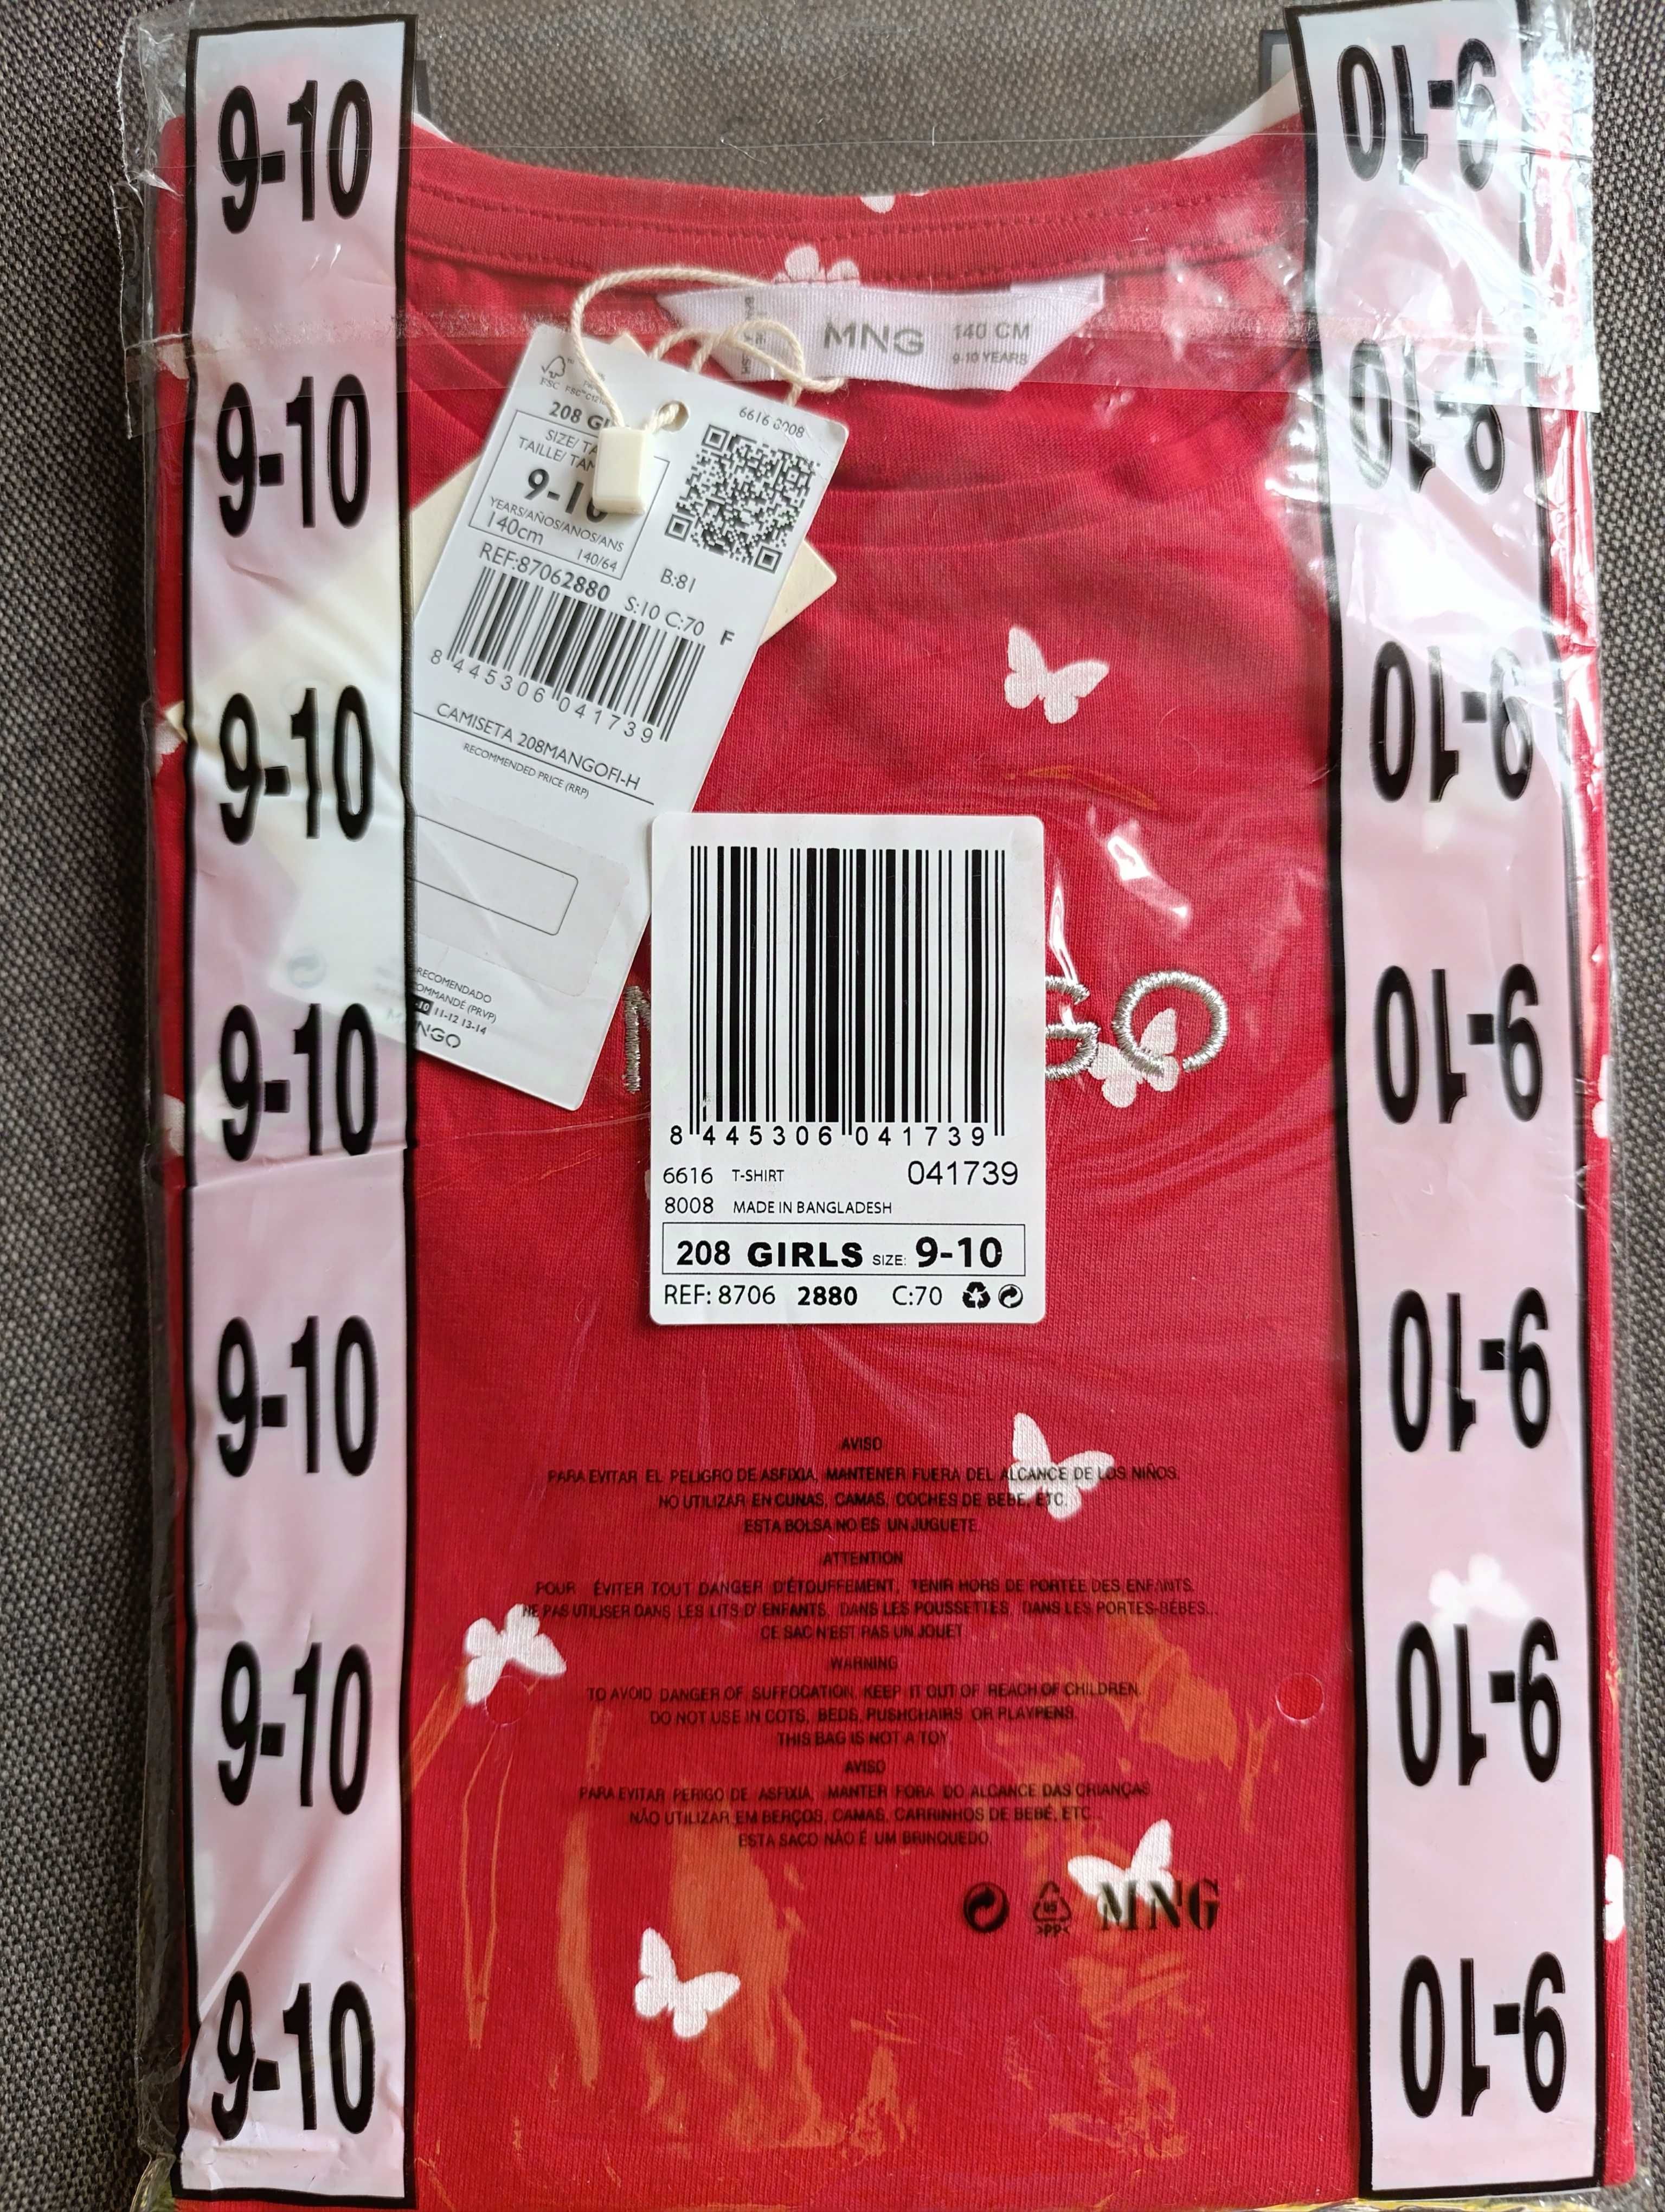 9-10
9-10
9-10
9-10
9-10
9-10
9-10
MNG
140 CM
9-10 YEARS
FSC
208
6616 8008
SIZE/
TAILLE/
9-10
YEARS/AÑOS/ANOS/ANS
140cm 140/64
REF:87062880
B:81
S:10 C:70 F
8 445306 041739
CAMISETA 208MANGOFI-H
RECOMMENDED PRICE (RRP)
RECOMENDADO
(PRVP)
11-12 13-14
8 445306 041739
6616 T-SHIRT 041739
8008 MADE IN BANGLADESH
208 GIRLS SIZE: 9-10
REF: 8706 2880 C:70
AVISO
PARA EVITAR EL PELIGRO DE ASFIXIA, MANTENER FUERA DEL ALCANCE DE LOS NIÑOS.
NO UTILIZAR EN CUNAS, CAMAS, COCHES DE BEBE, ETC.
ESTA BOLSA NO ES UN JUGUETE.
ATTENTION
POUR ÉVITER TOUT DANGER D'ÉTOUFFEMENT, TENIR HORS DE PORTEE DES ENFANTS.
NE PAS UTILISER DANS LES LITS D' ENFANTS, DANS LES POUSSETTES, DANS LES PORTES-BÉBES...
CE SAC N'EST PAS UN JOUET
WARNING
TO AVOID DANGER OF SUFFOCATION, KEEP IT OUT OF REACH OF CHILDREN.
DO NOT USE IN COTS, BEDS, PUSHCHAIRS OR PLAYPENS.
THIS BAG IS NOT A TOY.
AVISO
PARA EVITAR PERIGO DE ASFIXIA, MANTER FORA DO ALCANCE DAS CRIANÇAS
NÃO UTILIZAR EM BERÇOS, CAMAS, CARRINHOS DE BEBÉ, ETC...
ESTA SACO NÃO É UM BRINQUEDO.
05
>PP<
MNG
9-10
9-10
9-10
9-10
9-10
9-10
9-10